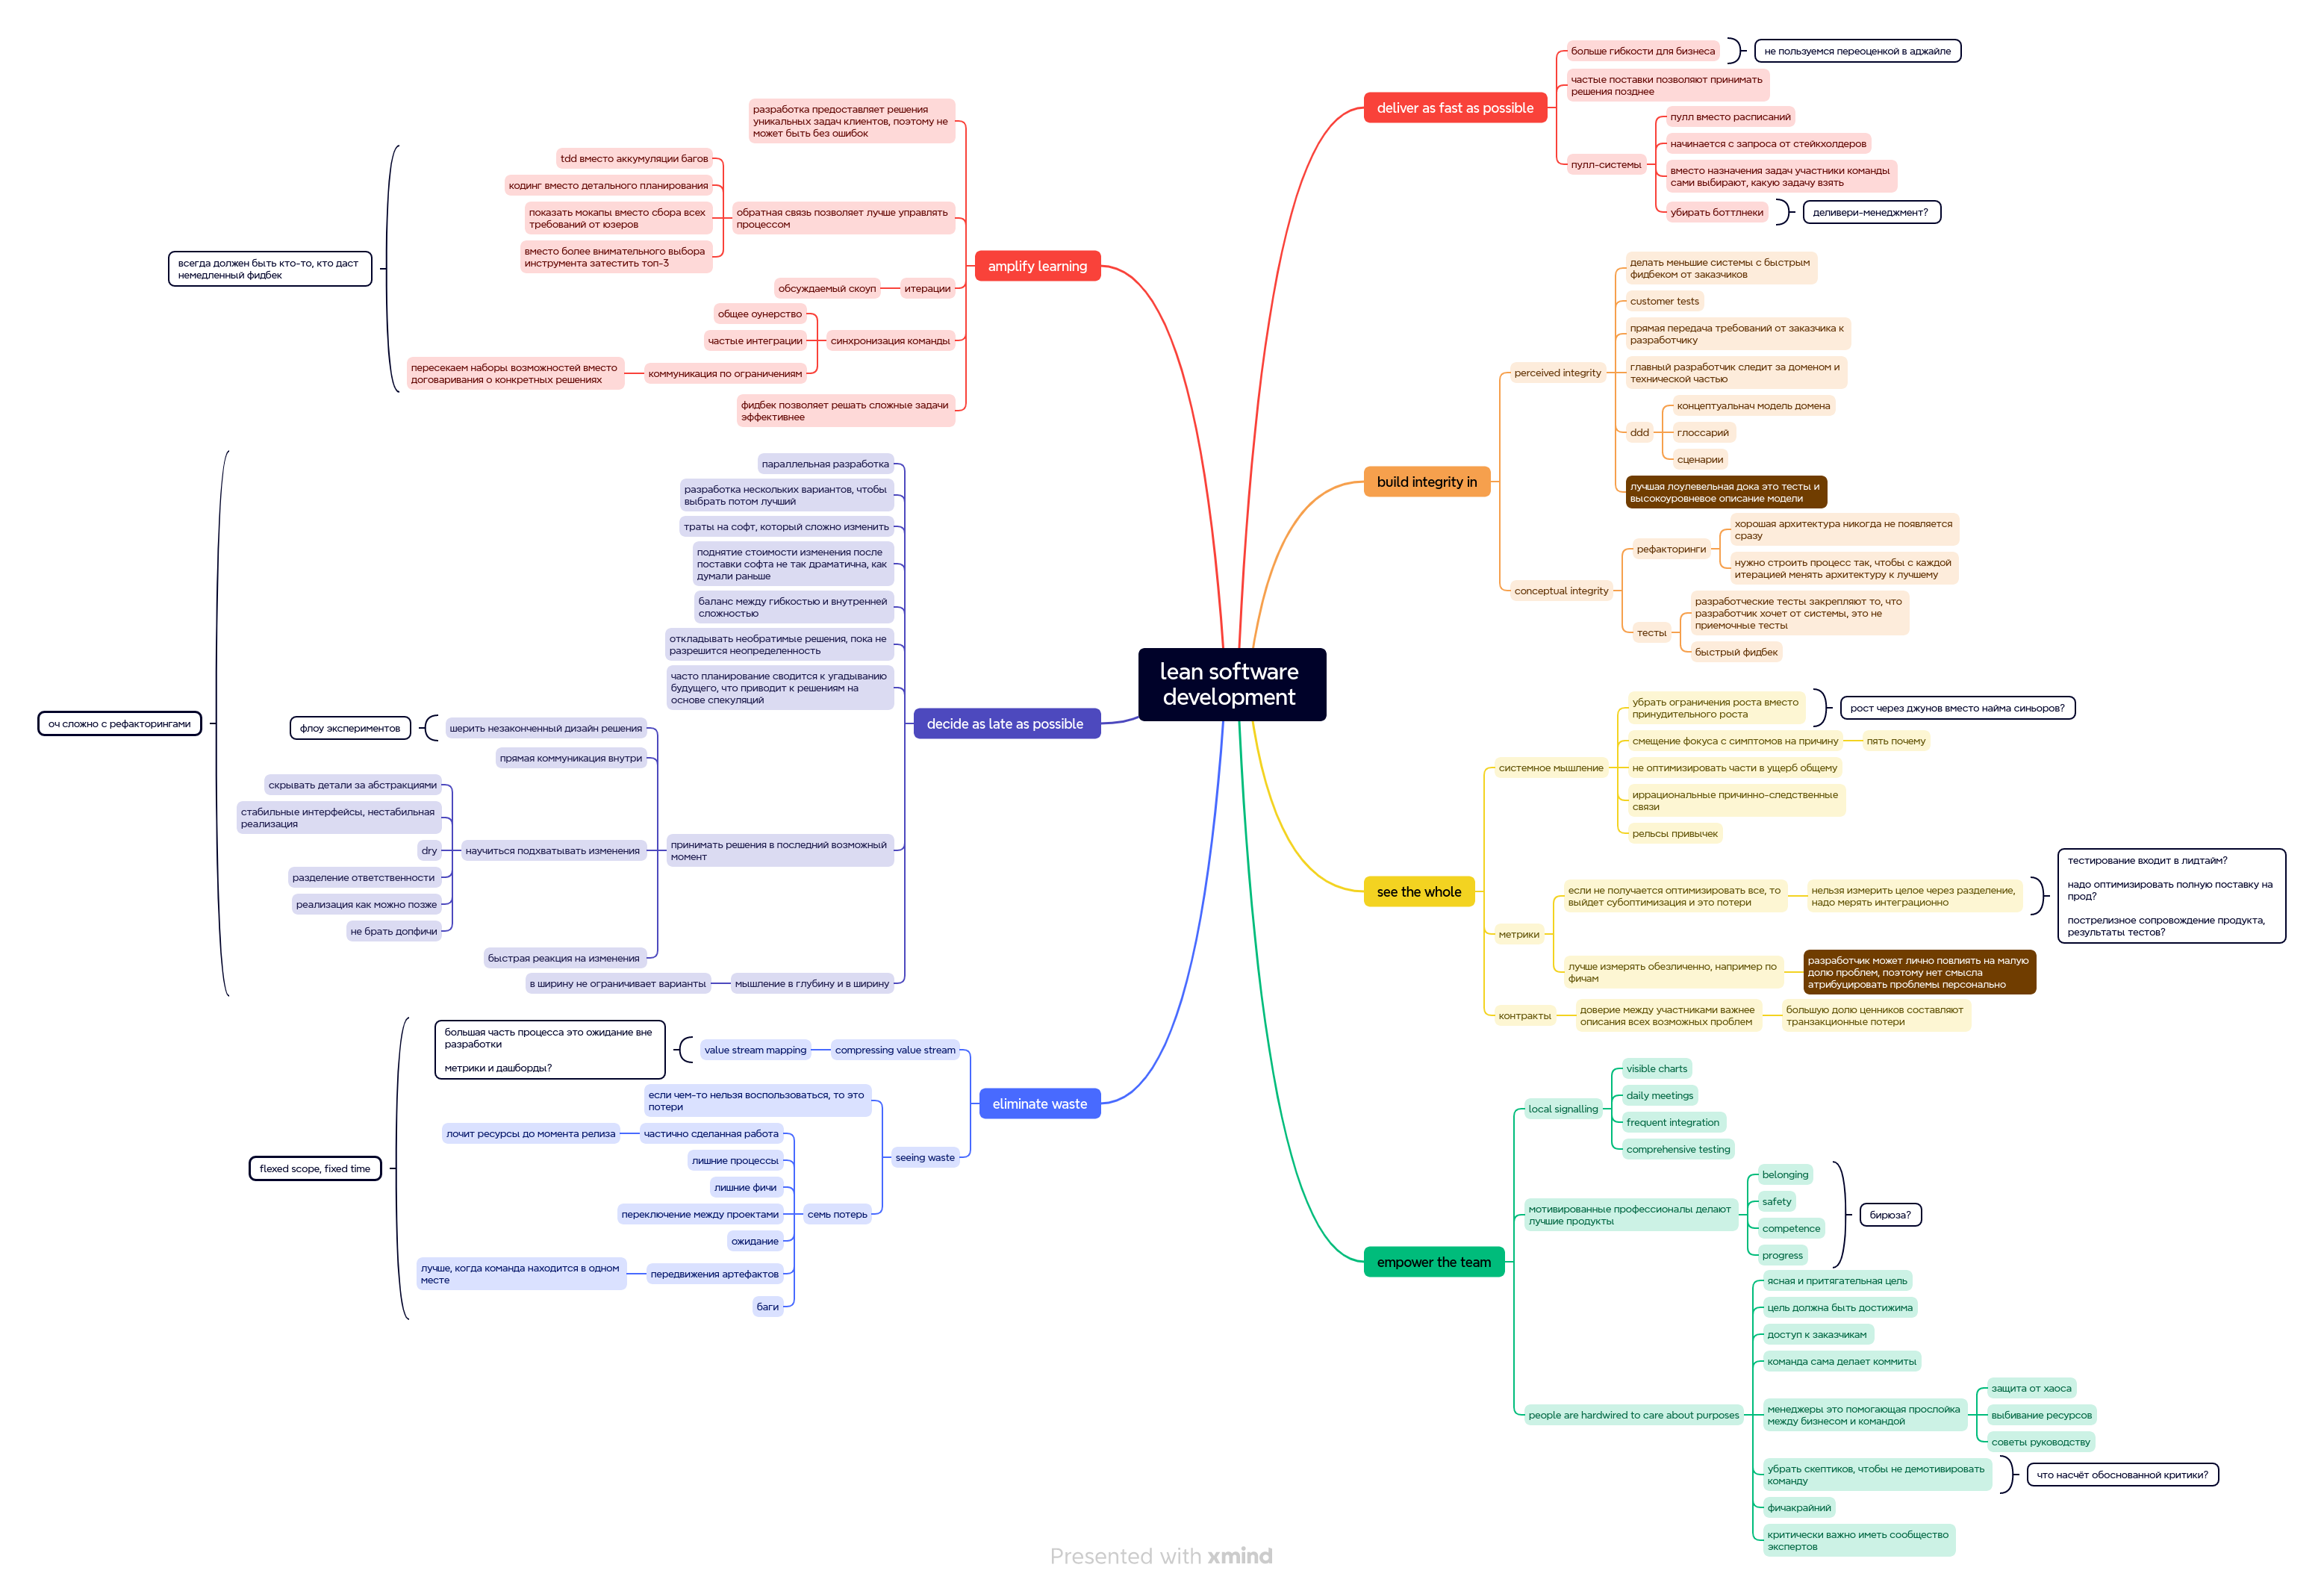 lean software
development
deliver as fast as possible
больше гибкости для бизнеса
не пользуемся переоценкой в аджайле
частые поставки позволяют принимать
решения позднее
пулл-системы
пулл вместо расписаний
начинается с запроса от стейкхолдеров
вместо назначения задач участники команды
сами выбирают, какую задачу взять
убирать боттлнеки
деливери-менеджмент?
build integrity in
perceived integrity
делать меньшие системы с быстрым
фидбеком от заказчиков
customer tests
прямая передача требований от заказчика к
разработчику
главный разработчик следит за доменом и
технической частью
ddd
концептуальнач модель домена
глоссарий
сценарии
лучшая лоулевельная дока это тесты и
высокоуровневое описание модели
conceptual integrity
рефакторинги
хорошая архитектура никогда не появляется
сразу
нужно строить процесс так, чтобы с каждой
итерацией менять архитектуру к лучшему
тесты
разработческие тесты закрепляют то, что
разработчик хочет от системы, это не
приемочные тесты
быстрый фидбек
see the whole
системное мышление
убрать ограничения роста вместо
принудительного роста
рост через джунов вместо найма синьоров?
смещение фокуса с симптомов на причину
пять почему
не оптимизировать части в ущерб общему
иррациональные причинно-следственные
связи
рельсы привычек
метрики
если не получается оптимизировать все, то
выйдет субоптимизация и это потери
нельзя измерить целое через разделение,
надо мерять интеграционно
тестирование входит в лидтайм?
надо оптимизировать полную поставку на
прод?
пострелизное сопровождение продукта,
результаты тестов?
лучше измерять обезличенно, например по
фичам
разработчик может лично повлиять на малую
долю проблем, поэтому нет смысла
атрибуцировать проблемы персонально
контракты
доверие между участниками важнее
описания всех возможных проблем
большую долю ценников составляют
транзакционные потери
empower the team
local signalling
visible charts
daily meetings
frequent integration
comprehensive testing
мотивированные профессионалы делают
лучшие продукты
belonging
safety
competence
progress
бирюза?
people are hardwired to care about purposes
ясная и притягательная цель
цель должна быть достижима
доступ к заказчикам
команда сама делает коммиты
менеджеры это помогающая прослойка
между бизнесом и командой
защита от хаоса
выбивание ресурсов
советы руководству
убрать скептиков, чтобы не демотивировать
команду
что насчёт обоснованной критики?
фичакрайний
критически важно иметь сообщество
экспертов
amplify learning
разработка предоставляет решения
уникальных задач клиентов, поэтому не
может быть без ошибок
обратная связь позволяет лучше управлять
процессом
tdd вместо аккумуляции багов
кодинг вместо детального планирования
показать мокапы вместо сбора всех
требований от юзеров
вместо более внимательного выбора
инструмента затестить топ-3
итерации
обсуждаемый скоуп
синхронизация команды
общее оунерство
частые интеграции
коммуникация по ограничениям
пересекаем наборы возможностей вместо
договаривания о конкретных решениях
фидбек позволяет решать сложные задачи
эффективнее
всегда должен быть кто-то, кто даст
немедленный фидбек
decide as late as possible
параллельная разработка
разработка нескольких вариантов, чтобы
выбрать потом лучший
траты на софт, который сложно изменить
поднятие стоимости изменения после
поставки софта не так драматична, как
думали раньше
баланс между гибкостью и внутренней
сложностью
откладывать необратимые решения, пока не
разрешится неопределенность
часто планирование сводится к угадыванию
будущего, что приводит к решениям на
основе спекуляций
принимать решения в последний возможный
момент
шерить незаконченный дизайн решения
флоу экспериментов
прямая коммуникация внутри
научиться подхватывать изменения
скрывать детали за абстракциями
стабильные интерфейсы, нестабильная
реализация
dry
разделение ответственности
реализация как можно позже
не брать допфичи
быстрая реакция на изменения
мышление в глубину и в ширину
в ширину не ограничивает варианты
оч сложно с рефакторингами
eliminate waste
compressing value stream
value stream mapping
большая часть процесса это ожидание вне
разработки
метрики и дашборды?
seeing waste
если чем-то нельзя воспользоваться, то это
потери
семь потерь
частично сделанная работа
лочит ресурсы до момента релиза
лишние процессы
лишние фичи
переключение между проектами
ожидание
передвижения артефактов
лучше, когда команда находится в одном
месте
баги
flexed scope, fixed time
Presented with xmind